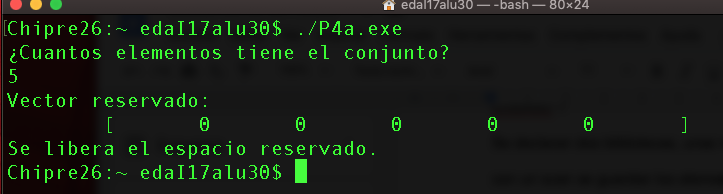 edaI17alu30 — -bash — 80×24
[Chipre26:~ edaI17alu30$ ./P4a.exe
¿Cuantos elementos tiene el conjunto?
5
Vector reservado:
[ 0 0 0 0 0 ]
Se libera el espacio reservado.
Chipre26:~ edaI17alu30$